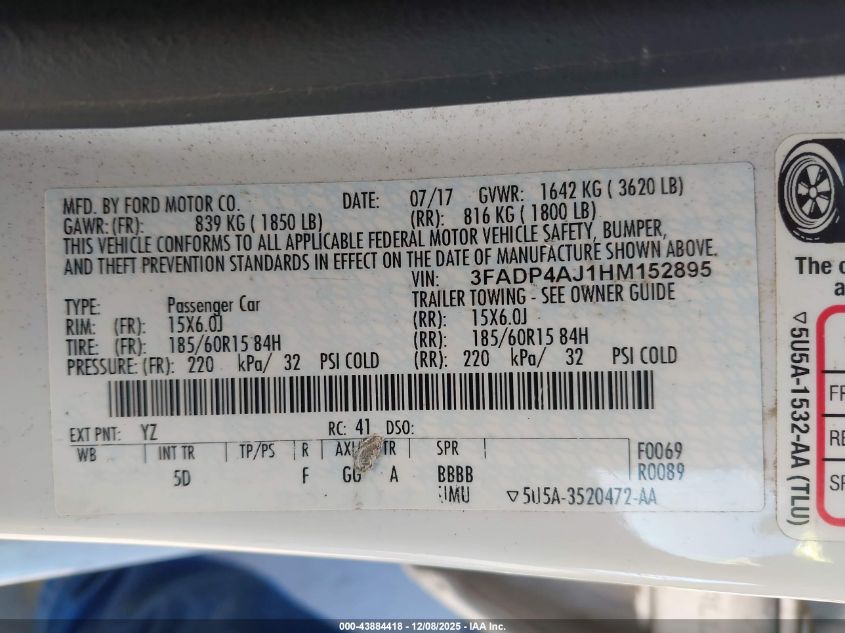 MFD. BY FORD MOTOR CO. DATE: 07/17 GVWR: 1642 KG ( 3620 LB)
GAWR:(FR): 839 KG ( 1850 LB) (RR): 816 KG ( 1800 LB)
THIS VEHICLE CONFORMS TO ALL APPLICABLE FEDERAL MOTOR VEHICLE SAFETY, BUMPER,
AND THEFT PREVENTION STANDARDS IN EFFECT ON THE DATE OF MANUFACTURE SHOWN ABOVE.
VIN: 3FADP4AJ1HM152895
TYPE: Passenger Car TRAILER TOWING - SEE OWNER GUIDE
RIM: (FR): 15X6.0J (RR): 15X6.0J
TIRE: (FR): 185/60R15 84H (RR): 185/60R15 84H
PRESSURE: (FR): 220 kPa/ 32 PSI COLD (RR): 220 kPa/ 32 PSI COLD
EXT PNT: YZ RC: 41 DSO:
WB INT TR TP/PS R TR SPR F0069
5D F GG A BBBB R0089
▽5U5A-3520472-AA
The
▽5U5A-1532-AA (TLU)
000-43884418 - 12/08/2025 - IAA Inc.